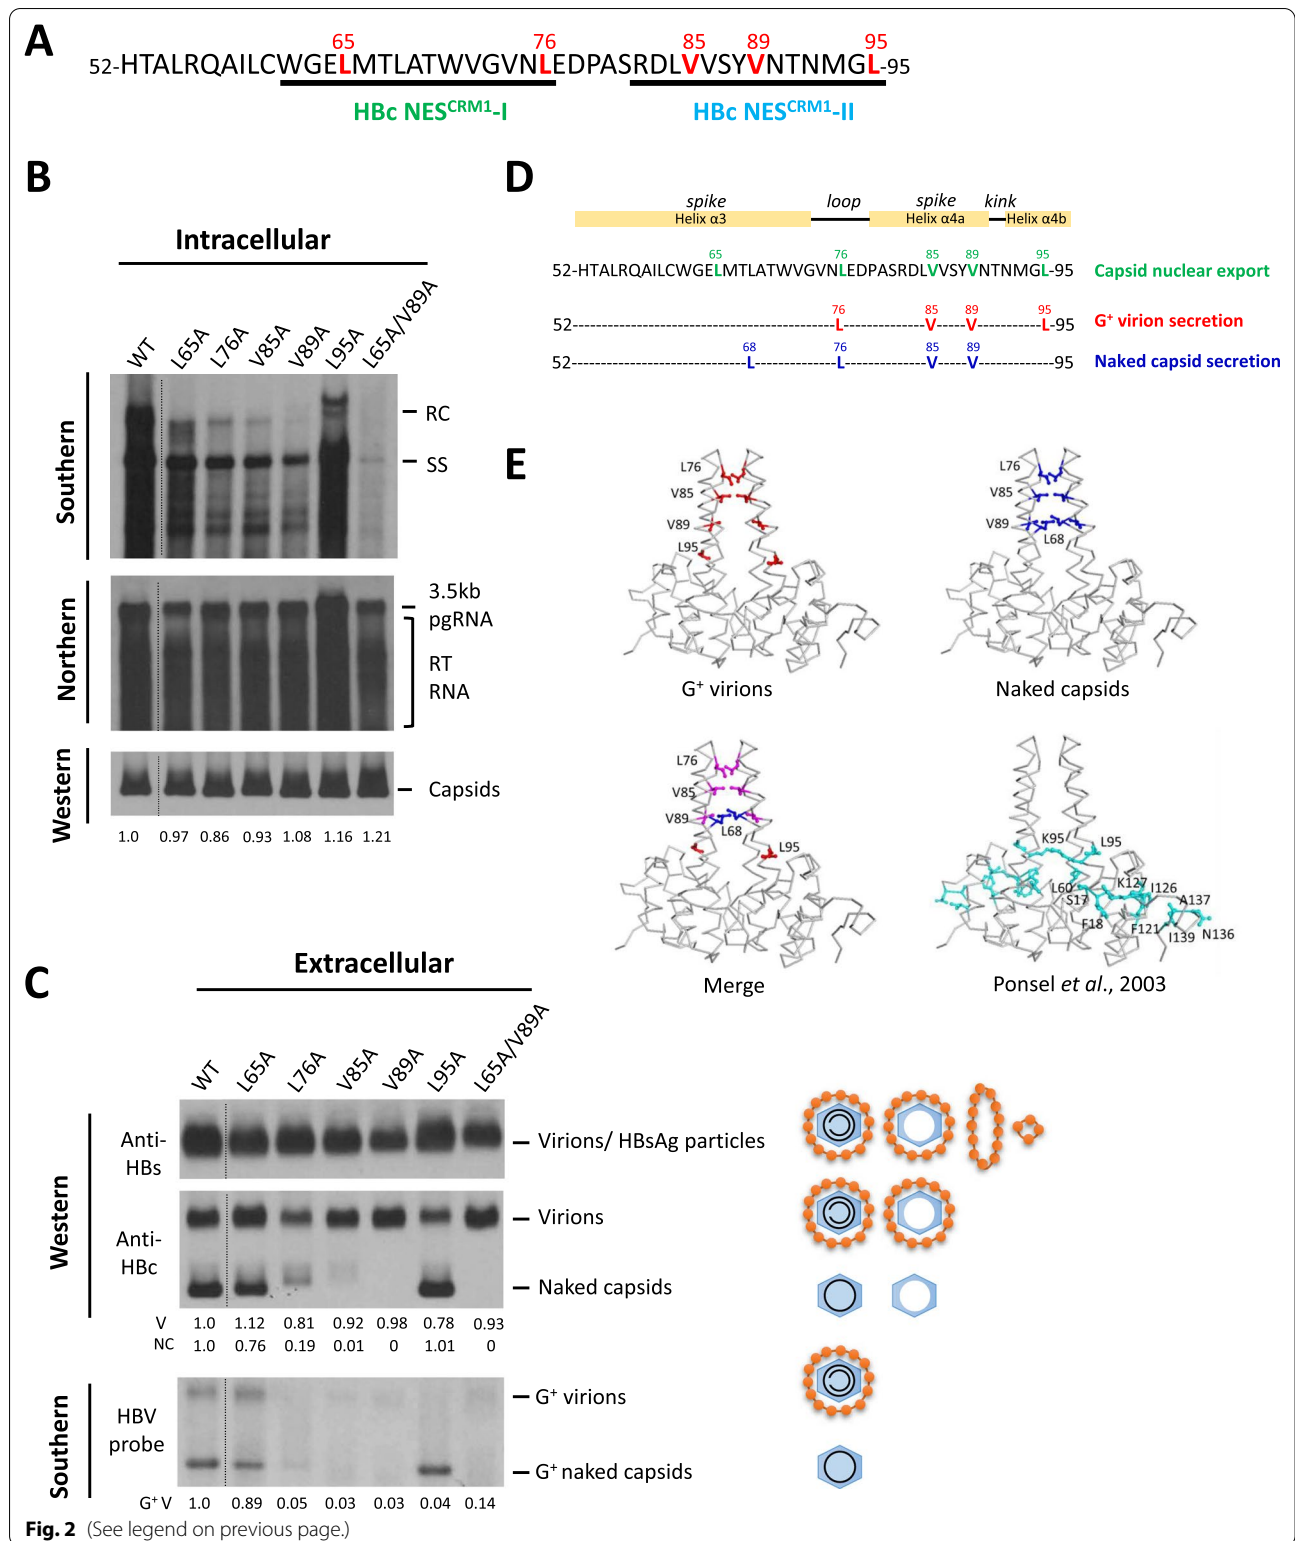 A
65 76 85 89 95
52-HTALRQAILCWGELMTLATWVGVNLEDPASRDLVVSYVNTNMGL-95
HBc NES^CRM1-I HBc NES^CRM1-II
B
Intracellular
WT L65A L76A V85A V89A L95A L65A/V89A
Southern
RC
SS
Northern
3.5kb
pgRNA
RT
RNA
Western
Capsids
1.0 0.97 0.86 0.93 1.08 1.16 1.21
C
Extracellular
WT L65A L76A V85A V89A L95A L65A/V89A
Western
Anti-
HBs
Virions/ HBsAg particles
Anti-
HBc
Virions
Naked capsids
V 1.0 1.12 0.81 0.92 0.98 0.78 0.93
NC 1.0 0.76 0.19 0.01 0 1.01 0
Southern
HBV
probe
G+ virions
G+ naked capsids
G+ V 1.0 0.89 0.05 0.03 0.03 0.04 0.14
D
spike loop spike kink
Helix α3 Helix α4a Helix α4b
65 76 85 89 95
52-HTALRQAILCWGELMTLATWVGVNLEDPASRDLVVSYVNTNMGL-95 Capsid nuclear export
76 85 89 95
52-----------------------L--------V---V-----L-95 G+ virion secretion
68 76 85 89
52----------------L-------L--------V---V-------95 Naked capsid secretion
E
L76
V85
V89
L95
G+ virions
L76
V85
V89
L68
Naked capsids
L76
V85
V89
L68
L95
Merge
K95 L95
L60 K127 I126
S17 A137
F18 F121
I139 N136
Ponsel et al., 2003
Fig. 2 (See legend on previous page.)